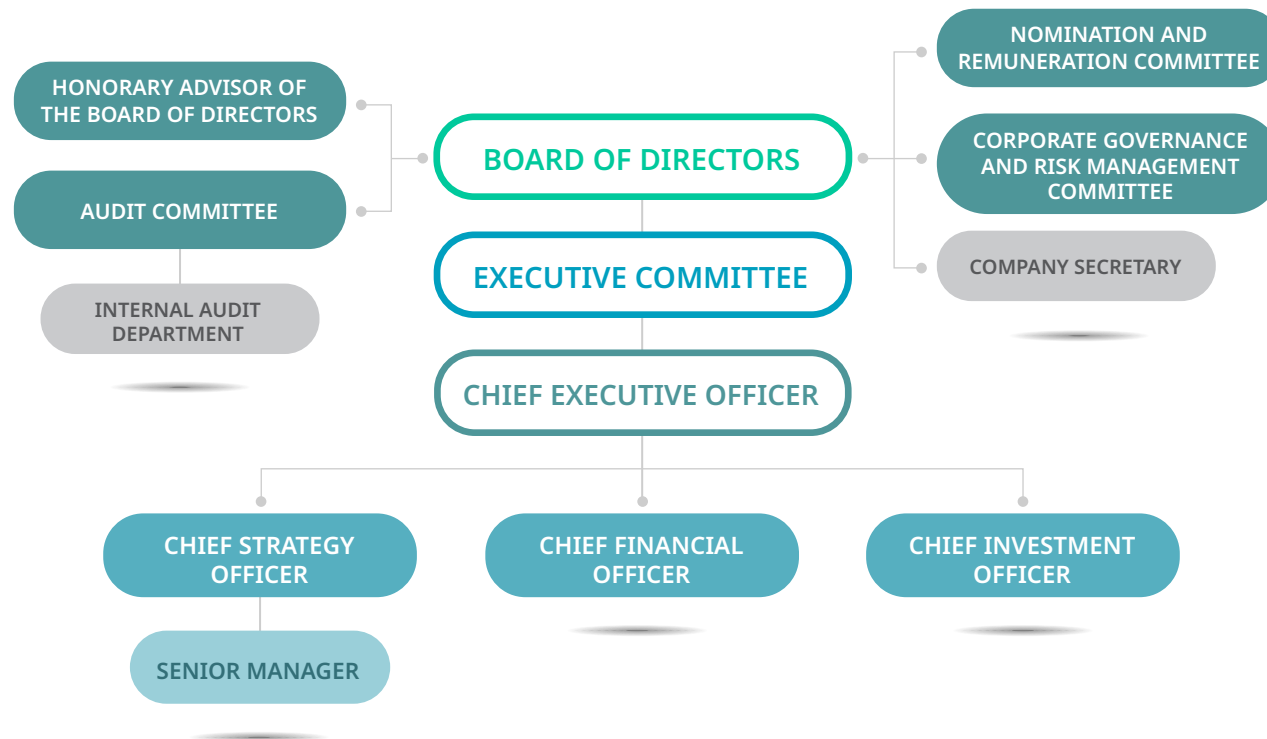 HONORARY ADVISOR OF
THE BOARD OF DIRECTORS
AUDIT COMMITTEE
INTERNAL AUDIT
DEPARTMENT
BOARD OF DIRECTORS
EXECUTIVE COMMITTEE
CHIEF EXECUTIVE OFFICER
NOMINATION AND
REMUNERATION COMMITTEE
CORPORATE GOVERNANCE
AND RISK MANAGEMENT
COMMITTEE
COMPANY SECRETARY
CHIEF STRATEGY
OFFICER
SENIOR MANAGER
CHIEF FINANCIAL
OFFICER
CHIEF INVESTMENT
OFFICER